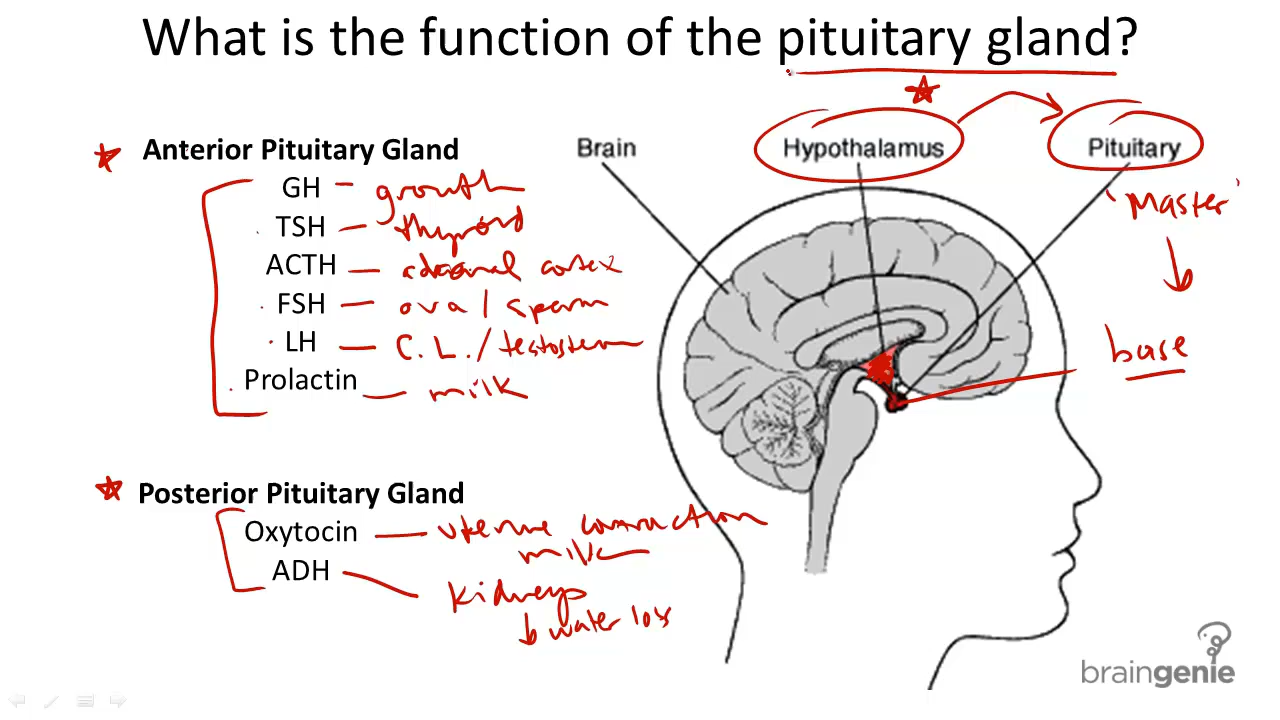 What is the function of the pituitary gland?
Anterior Pituitary Gland
GH – growth
TSH – thyroid
ACTH – adrenal cortex
FSH – ova / sperm
LH – C.L. / testosterone
Prolactin – milk
Posterior Pituitary Gland
Oxytocin – uterine contraction
milk
ADH – kidneys
↓ water loss
Brain
Hypothalamus
Pituitary
'Master'
base
braingenie